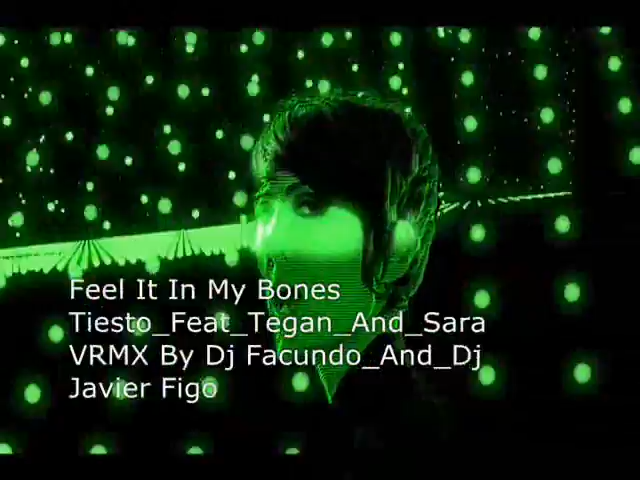 Feel It In My Bones
Tiesto_Feat_Tegan_And_Sara
VRMX By Dj Facundo_And_Dj
Javier Figo